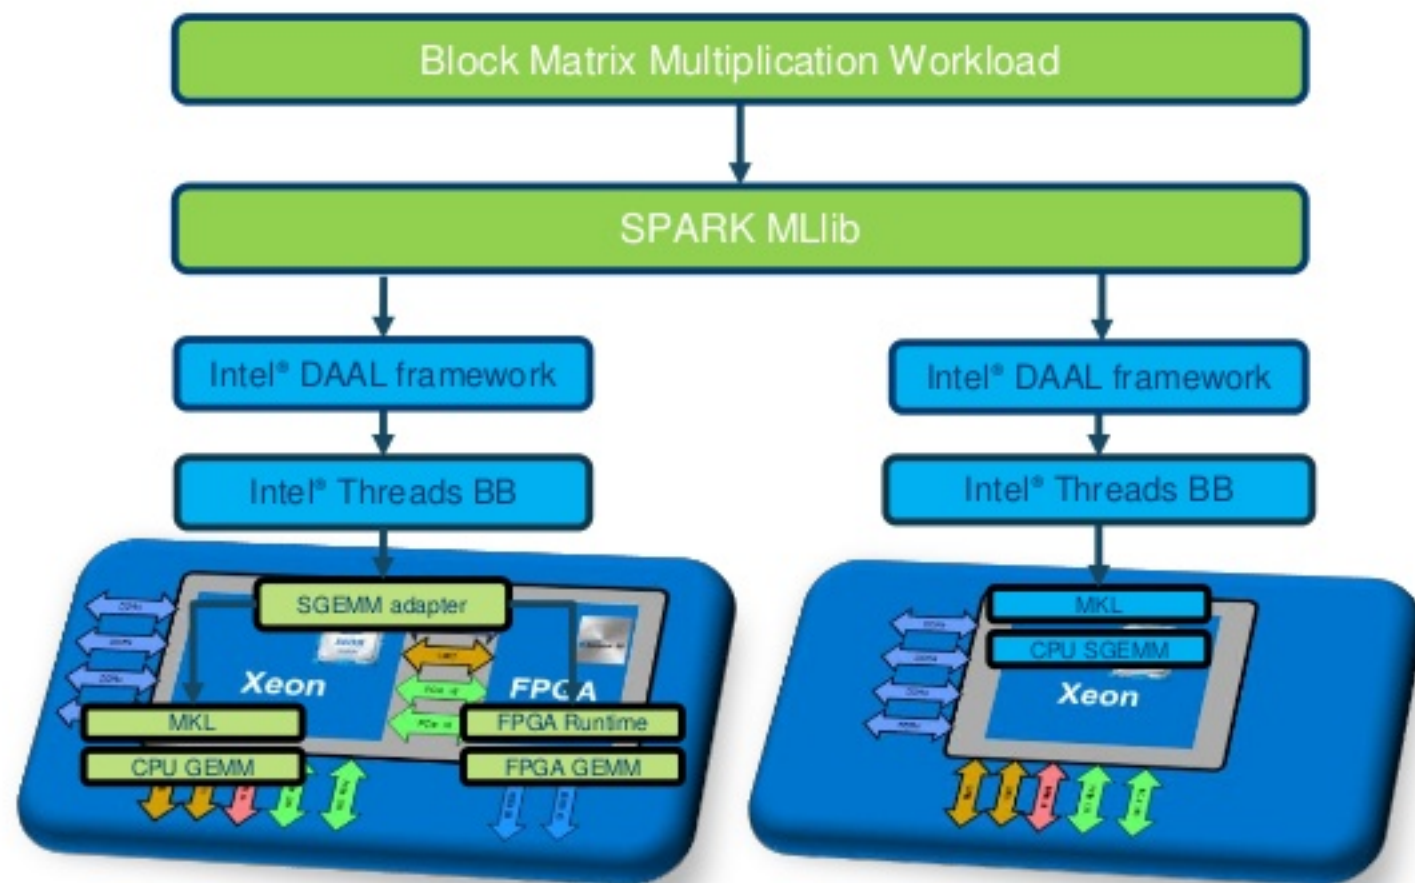 Block Matrix Multiplication Workload
SPARK MLlib
Intel® DAAL framework
Intel® DAAL framework
Intel® Threads BB
Intel® Threads BB
SGEMM adapter
Xeon
FPGA
MKL
CPU GEMM
FPGA Runtime
FPGA GEMM
MKL
CPU SGEMM
Xeon